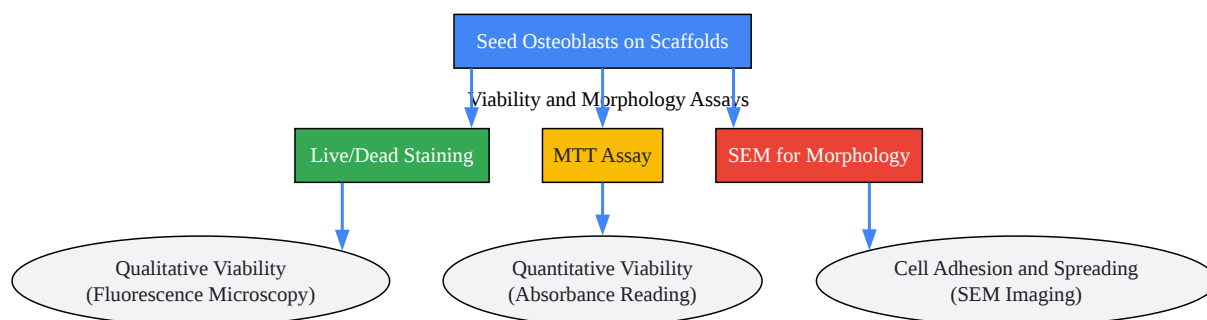 Seed Osteoblasts on Scaffolds
Viability and Morphology Assays
Live/Dead Staining
MTT Assay
SEM for Morphology
Qualitative Viability
(Fluorescence Microscopy)
Quantitative Viability
(Absorbance Reading)
Cell Adhesion and Spreading
(SEM Imaging)